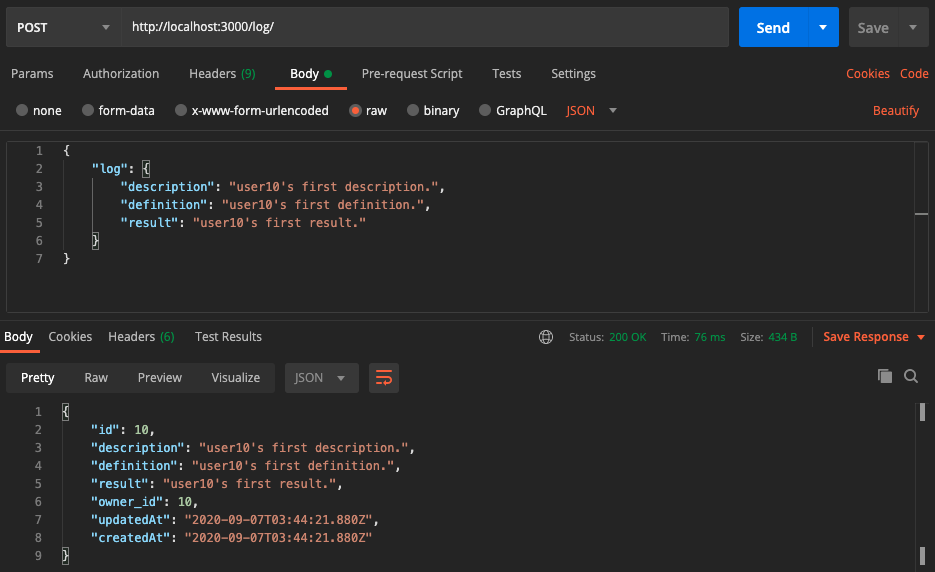 POST http://localhost:3000/log/ Send Save
Params Authorization Headers (9) Body Pre-request Script Tests Settings Cookies Code
none form-data x-www-form-urlencoded raw binary GraphQL JSON Beautify
1 {
2 "log": {
3 "description": "user10's first description.",
4 "definition": "user10's first definition.",
5 "result": "user10's first result."
6 }
7 }
Body Cookies Headers (6) Test Results Status: 200 OK Time: 76 ms Size: 434 B Save Response
Pretty Raw Preview Visualize JSON
1 {
2 "id": 10,
3 "description": "user10's first description.",
4 "definition": "user10's first definition.",
5 "result": "user10's first result.",
6 "owner_id": 10,
7 "updatedAt": "2020-09-07T03:44:21.880Z",
8 "createdAt": "2020-09-07T03:44:21.880Z"
9 }